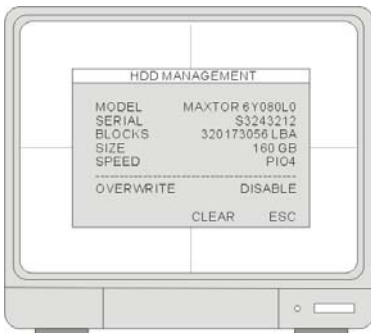 HDD MANAGEMENT
MODEL MAXTOR 6Y080L0
SERIAL S3243212
BLOCKS 320173056 LBA
SIZE 160 GB
SPEED PIO4
OVERWRITE DISABLE
CLEAR ESC